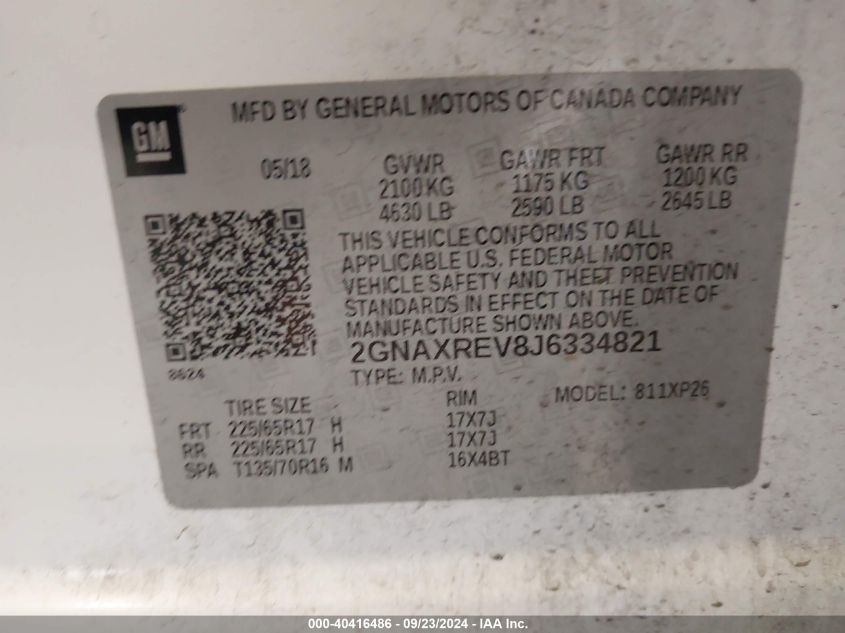 MFD BY GENERAL MOTORS OF CANADA COMPANY
GM
05/18 GVWR GAWR FRT GAWR RR
2100 KG 1175 KG 1200 KG
4630 LB 2590 LB 2645 LB
THIS VEHICLE CONFORMS TO ALL
APPLICABLE U.S. FEDERAL MOTOR
VEHICLE SAFETY AND THEFT PREVENTION
STANDARDS IN EFFECT ON THE DATE OF
MANUFACTURE SHOWN ABOVE.
2GNAXREV8J6334821
8624
TYPE: M.P.V. MODEL: 811XP26
TIRE SIZE RIM
FRT 225/65R17 H 17X7J
RR 225/65R17 H 17X7J
SPA T135/70R16 M 16X4BT
000-40416486 - 09/23/2024 - IAA Inc.